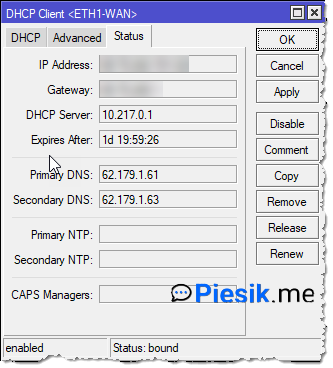 DHCP Client <ETH1-WAN>
DHCP Advanced Status
OK
IP Address:
Cancel
Gateway:
Apply
DHCP Server: 10.217.0.1
Expires After: 1d 19:59:26
Disable
Comment
Primary DNS: 62.179.1.61
Copy
Secondary DNS: 62.179.1.63
Remove
Primary NTP:
Release
Secondary NTP:
Renew
CAPS Managers:
Piesik.me
enabled Status: bound